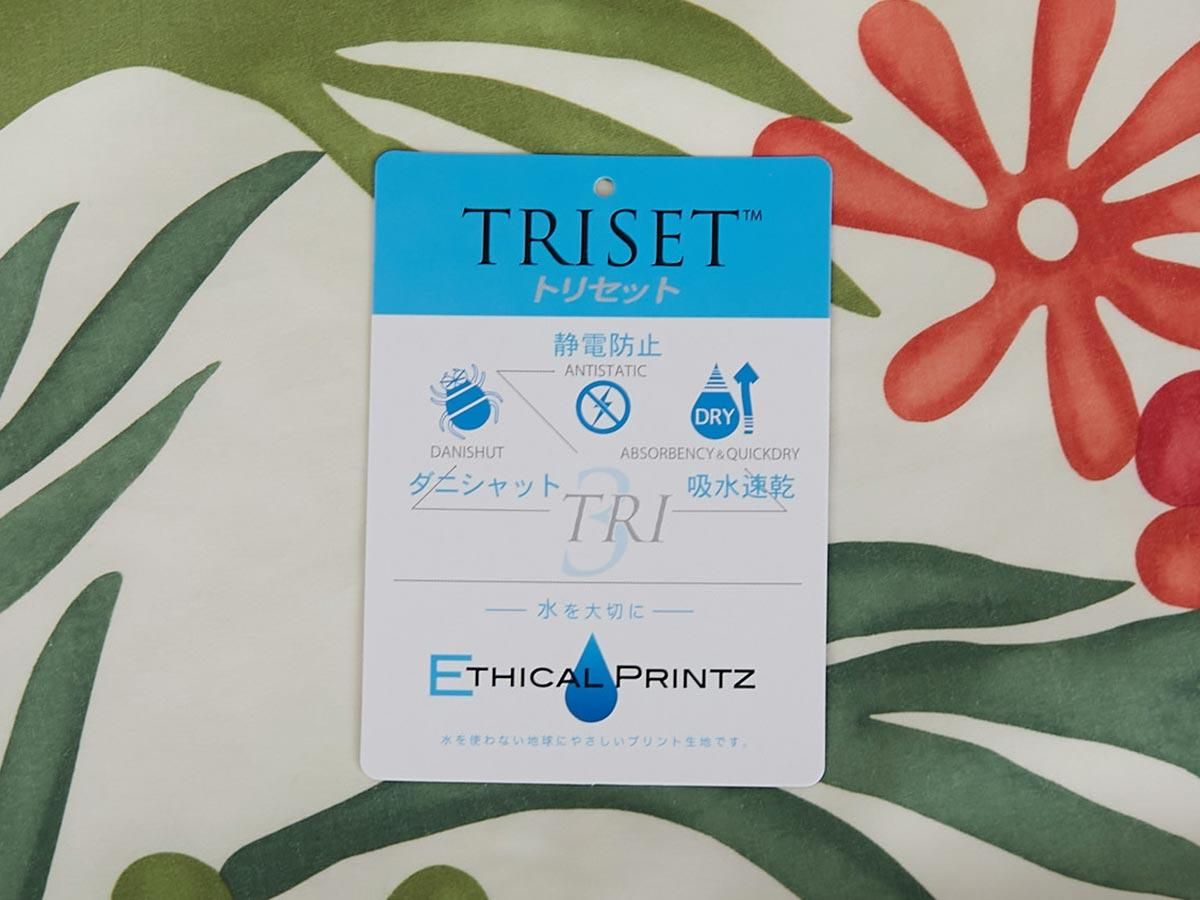 TRISET™
トリセット
静電防止
ANTISTATIC
DRY
DANISHUT
ABSORBENCY & QUICKDRY
ダニシャット
吸水速乾
3
TRI
水を大切に
ETHICAL PRINTZ
水を使わない地球にやさしいプリント生地です。